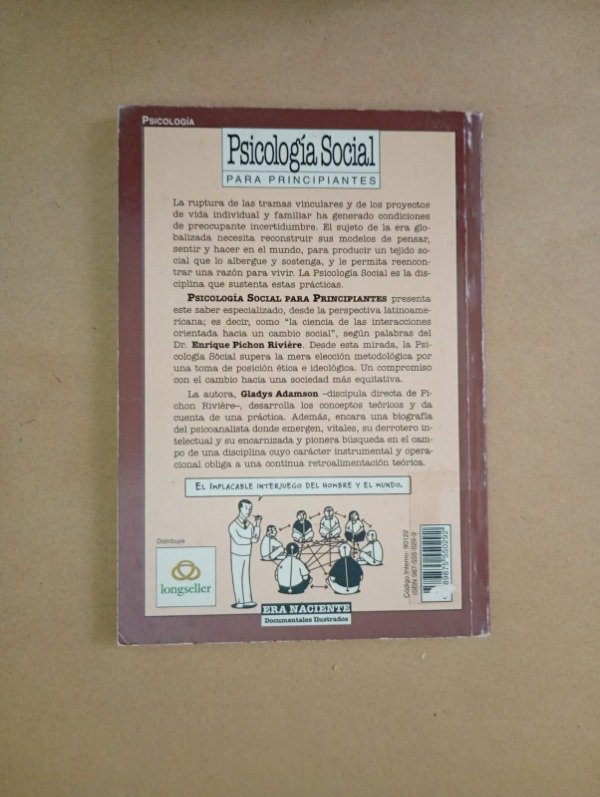 PSICOLOGÍA
Psicología Social
PARA PRINCIPIANTES
La ruptura de las tramas vinculares y de los proyectos
de vida individual y familiar ha generado condiciones
de preocupante incertidumbre. El sujeto de la era glo-
balizada necesita reconstruir sus modelos de pensar,
sentir y hacer en el mundo, para producir un tejido so-
cial que lo albergue y sostenga, y le permita reencon-
trar una razón para vivir. La Psicología Social es la dis-
ciplina que sustenta estas prácticas.
PSICOLOGÍA SOCIAL PARA PRINCIPIANTES presenta
este saber especializado, desde la perspectiva latinoame-
ricana; es decir, como "la ciencia de las interacciones
orientada hacia un cambio social", según palabras del
Dr. Enrique Pichon Rivière. Desde esta mirada, la Psi-
cología Social supera la mera elección metodológica por
una toma de posición ética e ideológica. Un compromiso
con el cambio hacia una sociedad más equitativa.
La autora, Gladys Adamson –discípula directa de Pi-
chon Rivière–, desarrolla los conceptos teóricos y da
cuenta de una práctica. Además, encara una biografía
del psicoanalista donde emergen, vitales, su derrotero in-
telectual y su encarnizada y pionera búsqueda en el cam-
po de una disciplina cuyo carácter instrumental y opera-
cional obliga a una continua retroalimentación teórica.
EL IMPLACABLE INTERJUEGO DEL HOMBRE Y EL MUNDO.
Distribuye
longseller
ERA NACIENTE
Documentales Ilustrados
Código Interno: 90122
ISBN 987-555-029-9